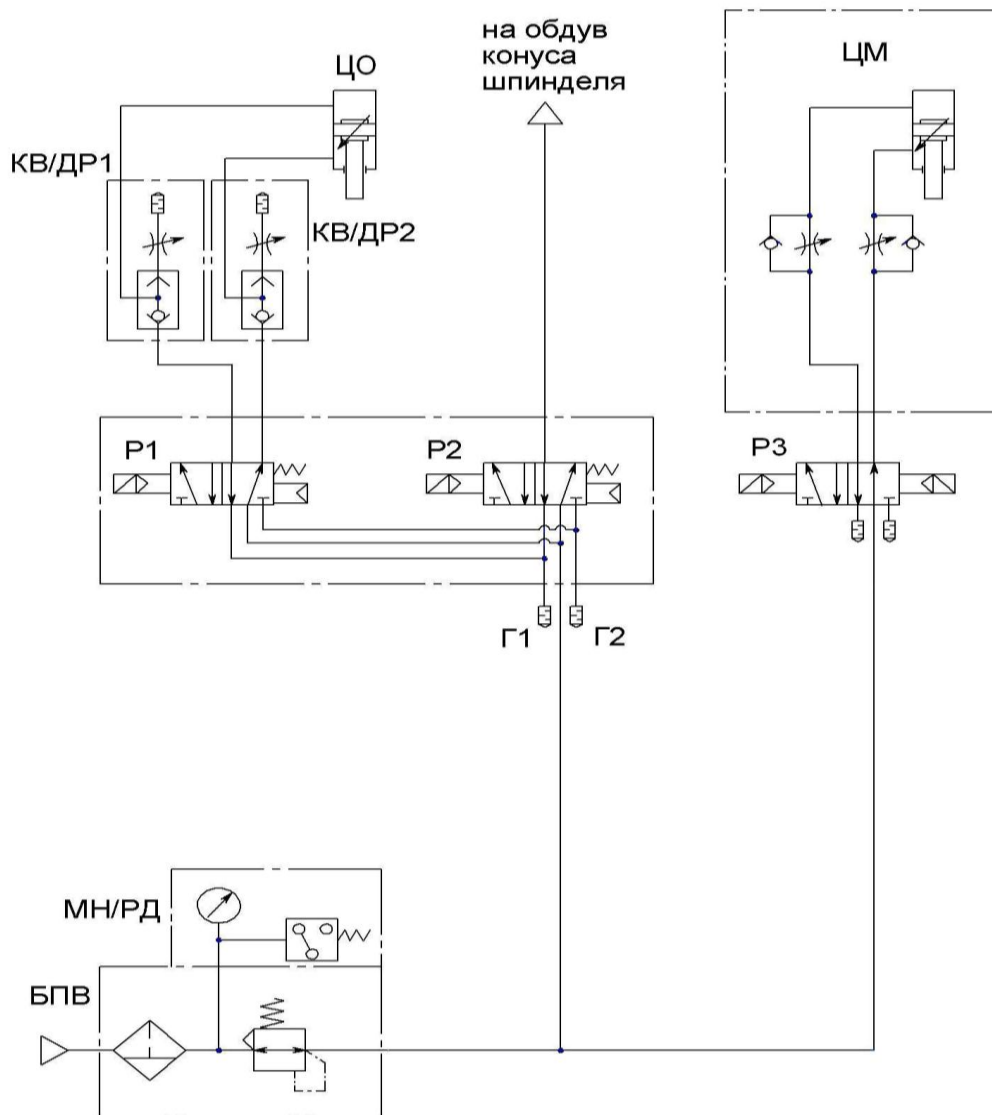 на обдув
конуса
шпинделя
ЦО
ЦМ
КВ/ДР1
КВ/ДР2
Р1
Р2
Р3
Г1
Г2
МН/РД
БПВ